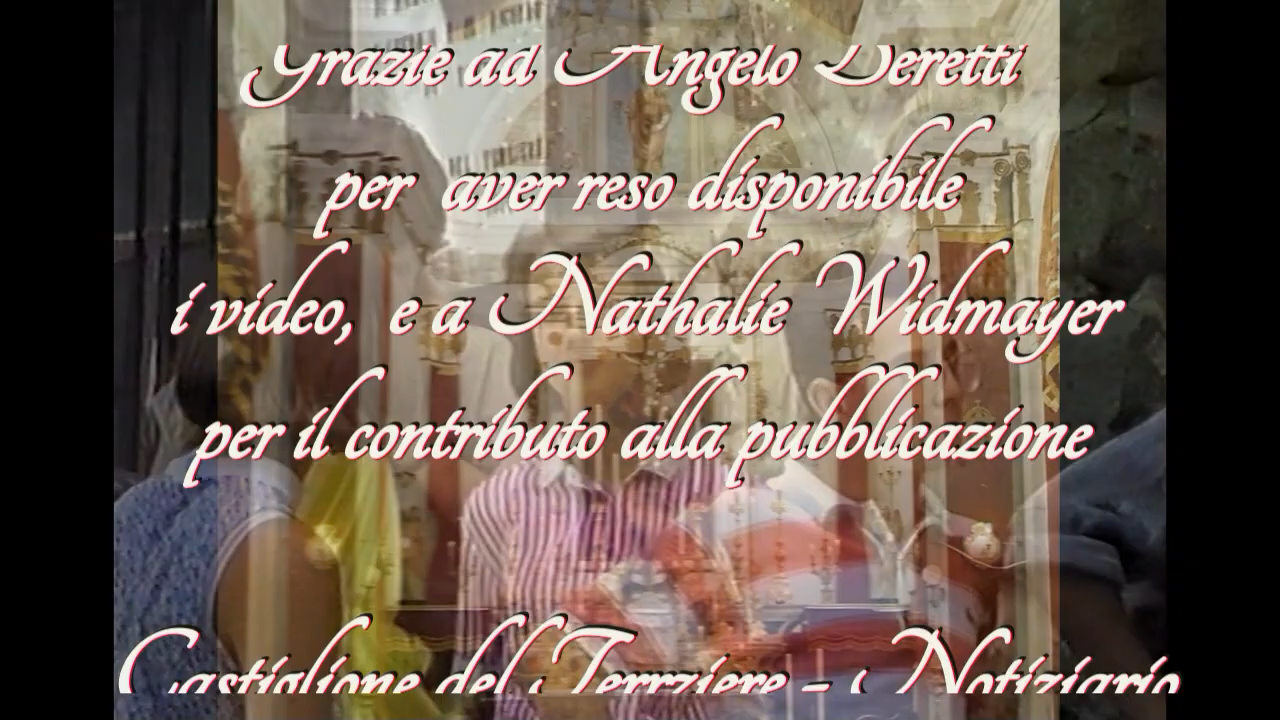 Grazie ad Angelo Beretti
per aver reso disponibile
i video, e a Nathalie Widmayer
per il contributo alla pubblicazione
Castiglione del Terrziere - Notiziario